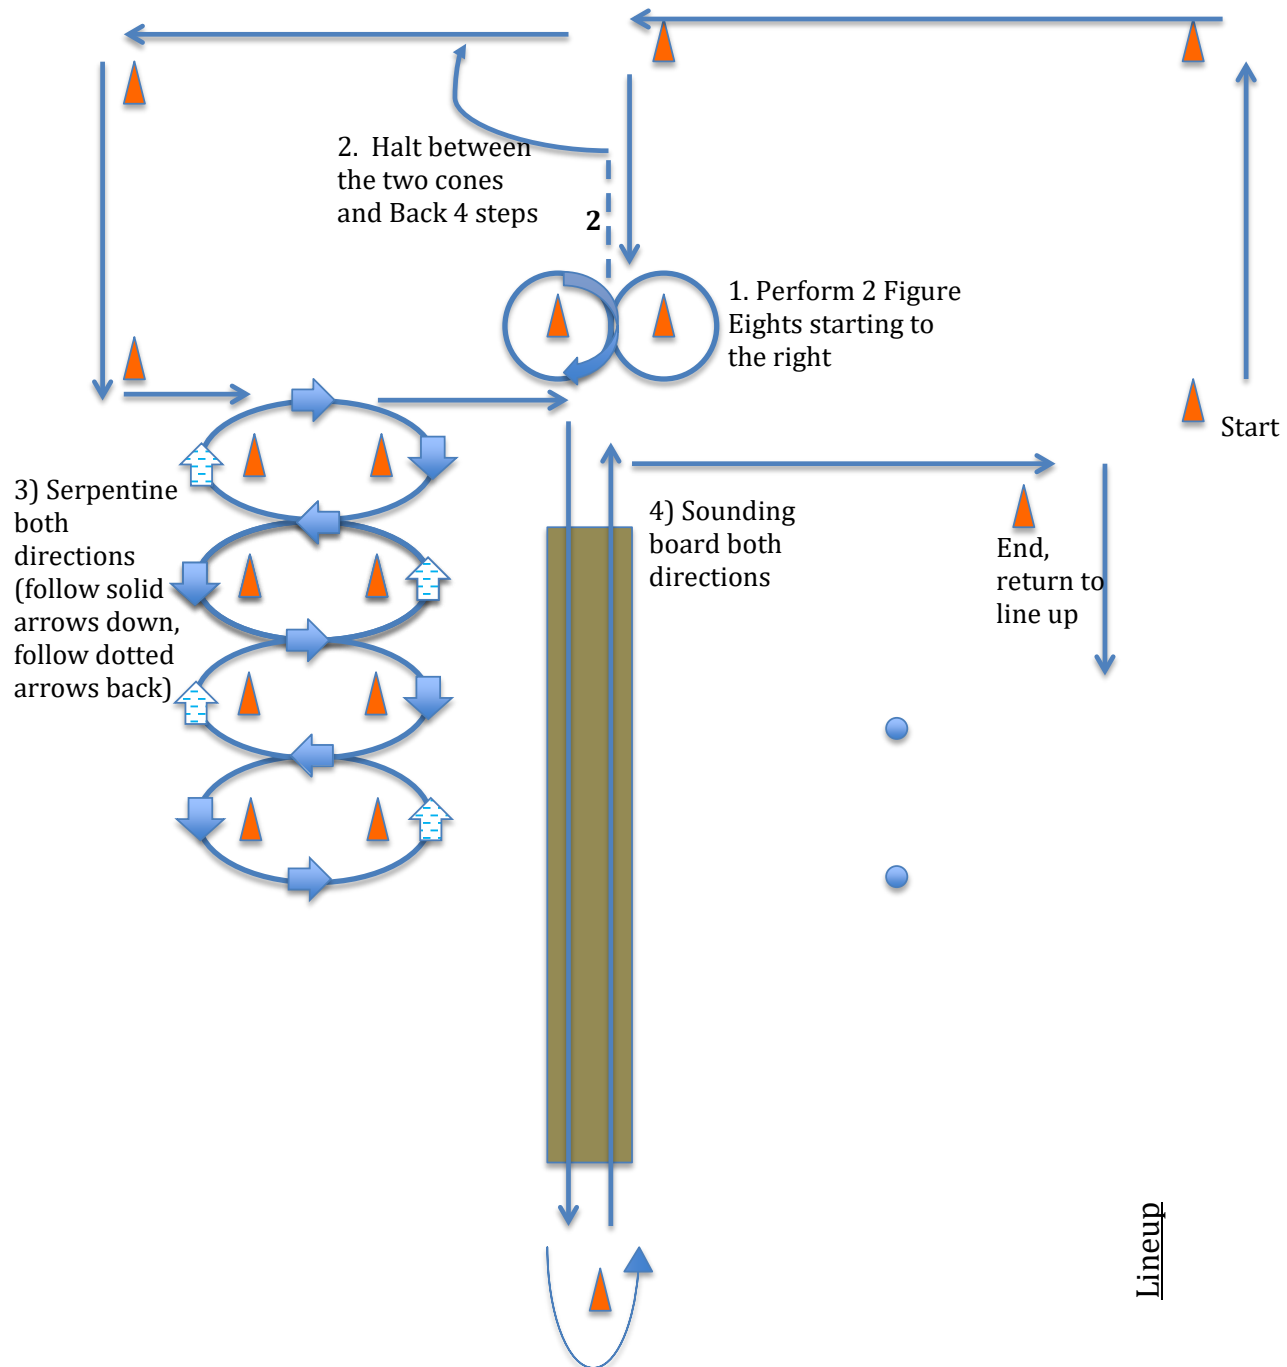 2. Halt between
the two cones
and Back 4 steps
2
1. Perform 2 Figure
Eights starting to
the right
Start
3) Serpentine
both
directions
(follow solid
arrows down,
follow dotted
arrows back)
4) Sounding
board both
directions
End,
return to
line up
Lineup